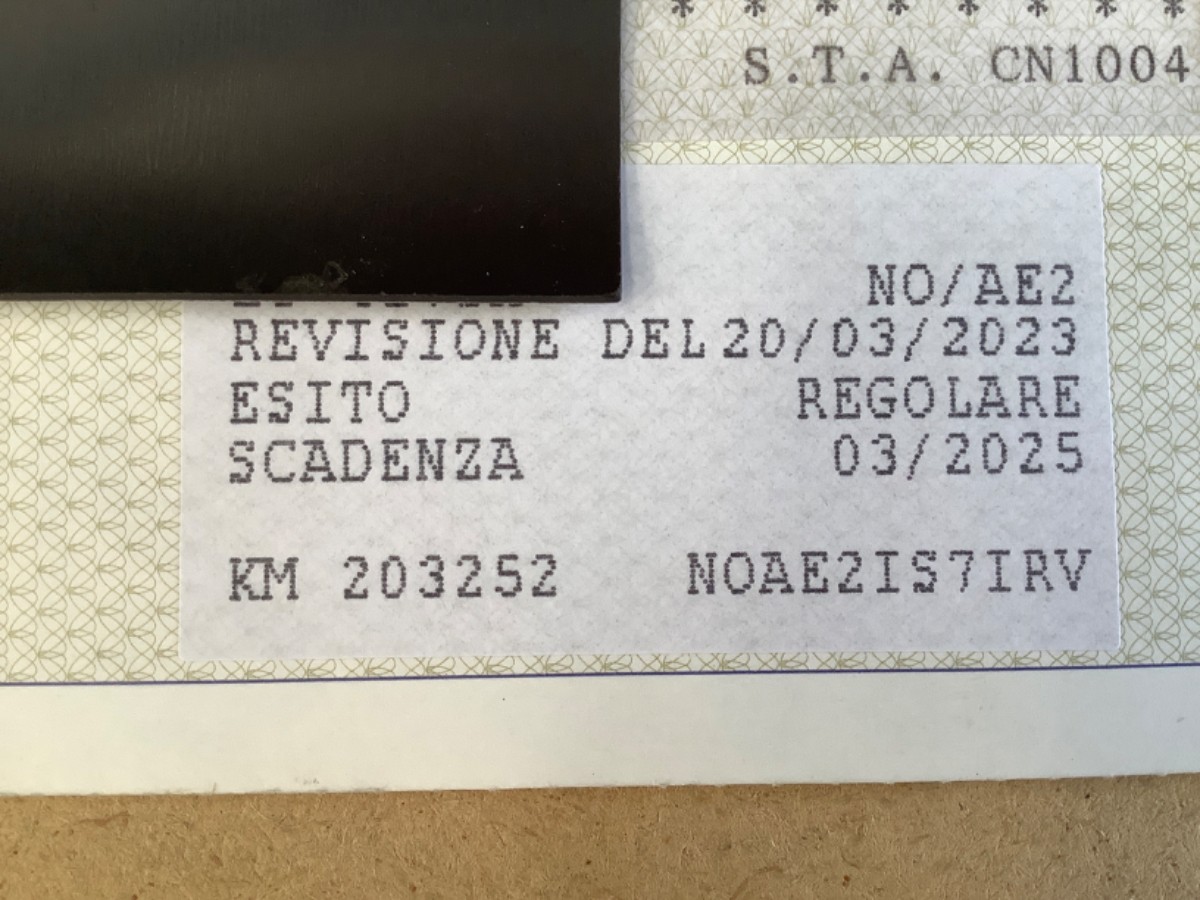 * * * * * * * *
S.T.A. CN1004
NO/AE2
REVISIONE DEL 20/03/2023
ESITO REGOLARE
SCADENZA 03/2025
KM 203252 NOAE2IS7IRV